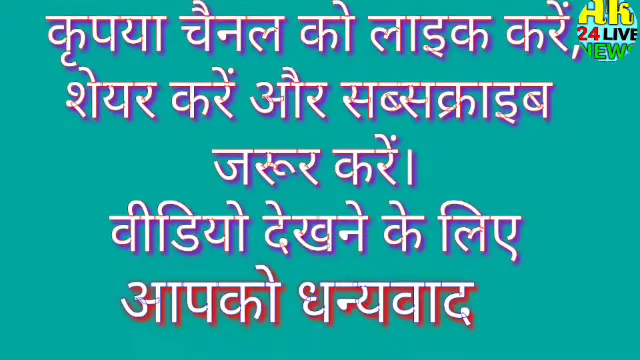 कृपया चैनल को लाइक करें,
शेयर करें और सब्सक्राइब
जरूर करें।
वीडियो देखने के लिए
आपको धन्यवाद
AK
24 LIVE
NEWS